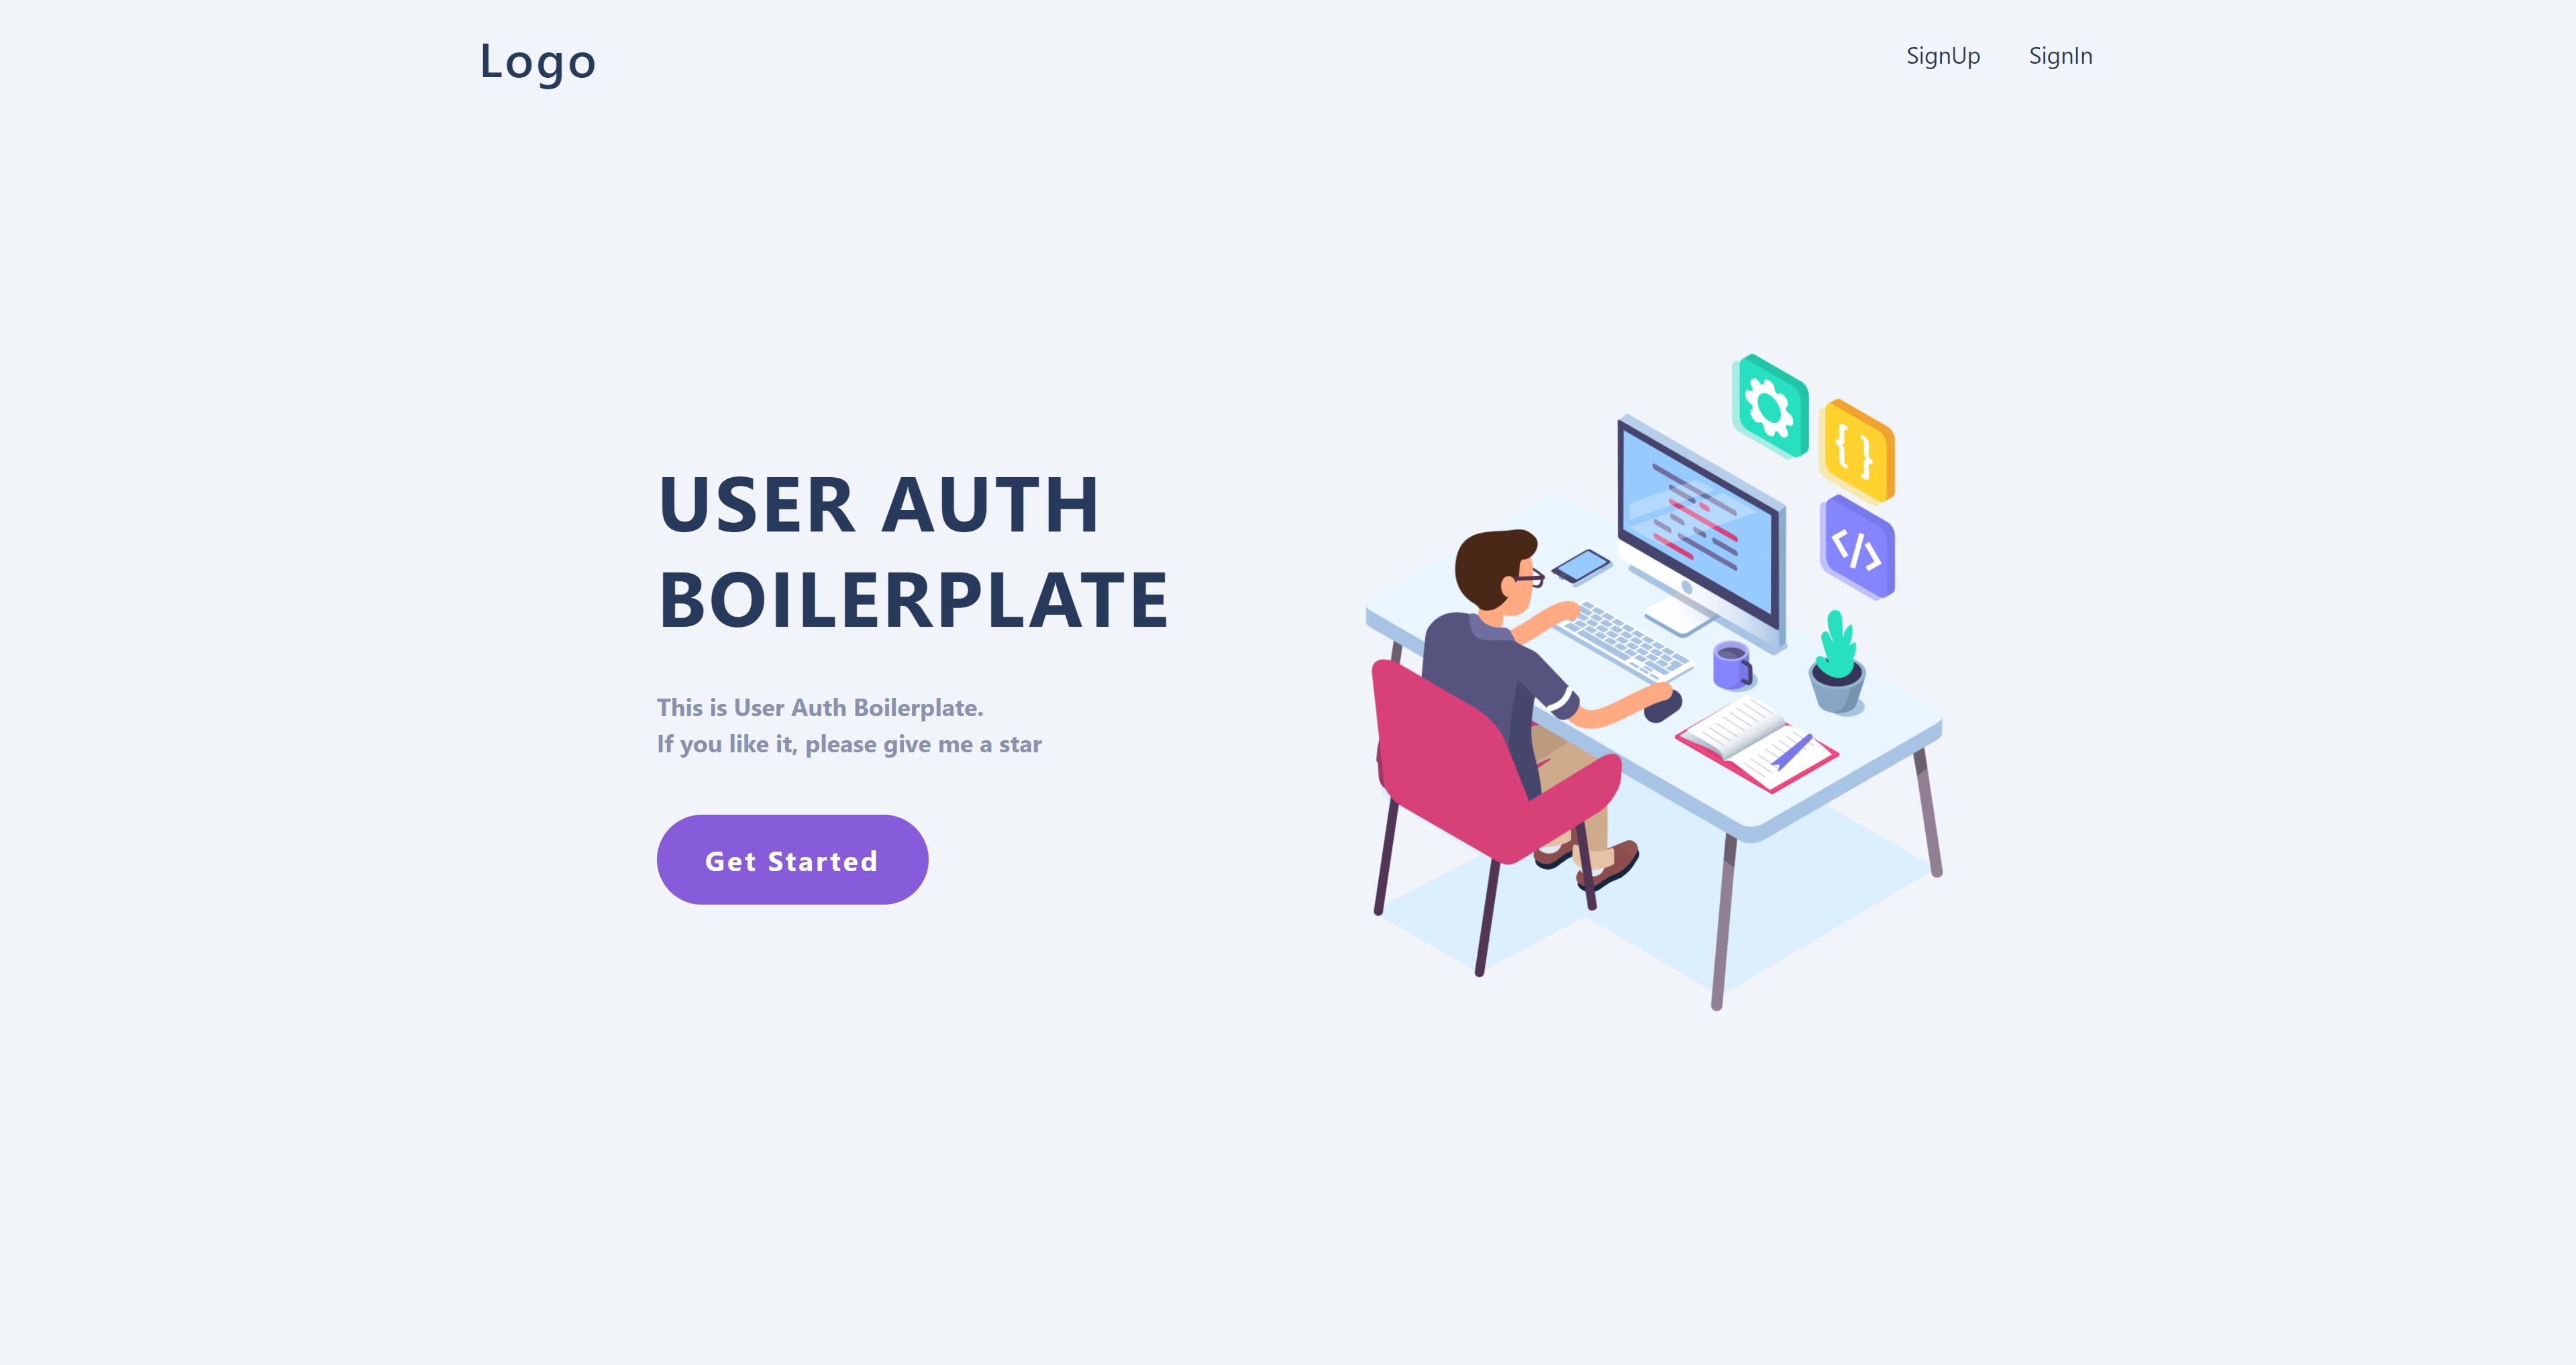 Logo
SignUp
SignIn
USER AUTH
BOILERPLATE
This is User Auth Boilerplate.
If you like it, please give me a star
Get Started
{ }
</>